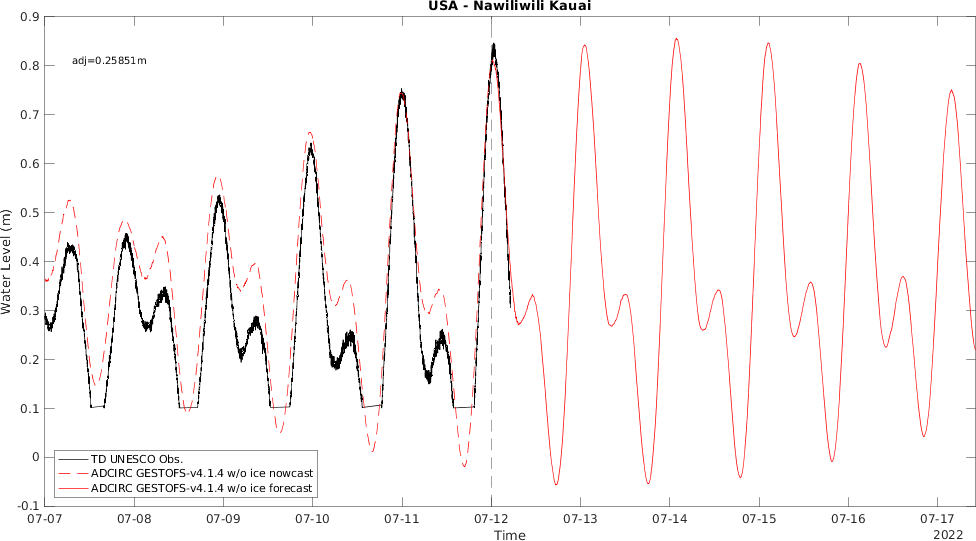 USA - Nawiliwili Kauai
adj=0.25851m
Water Level (m)
0.9
0.8
0.7
0.6
0.5
0.4
0.3
0.2
0.1
0
-0.1
TD UNESCO Obs.
ADCIRC GESTOFS-v4.1.4 w/o ice nowcast
ADCIRC GESTOFS-v4.1.4 w/o ice forecast
07-07 07-08 07-09 07-10 07-11 07-12 07-13 07-14 07-15 07-16 07-17
Time
2022